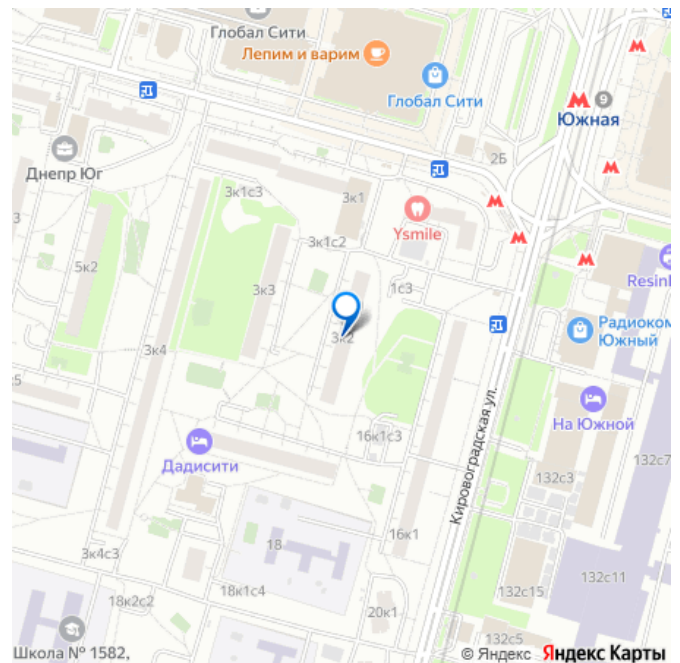 Глобал Сити
Лепим и варим
Глобал Сити
9
Южная
2Б
Днепр Юг
3к1с3
3к1
Ysmile
3к1с2
5к2
3к3
1с3
3к2
3к4
Радиоком
Южный
На Южной
Кировоградская ул.
16к1с3
Дадисити
132с3
132с7
16к1
18
3к4с3
18к1с4
132с11
132с15
18к2с2
20к1
132с5
Школа № 1582,
© Яндекс Яндекс Карты